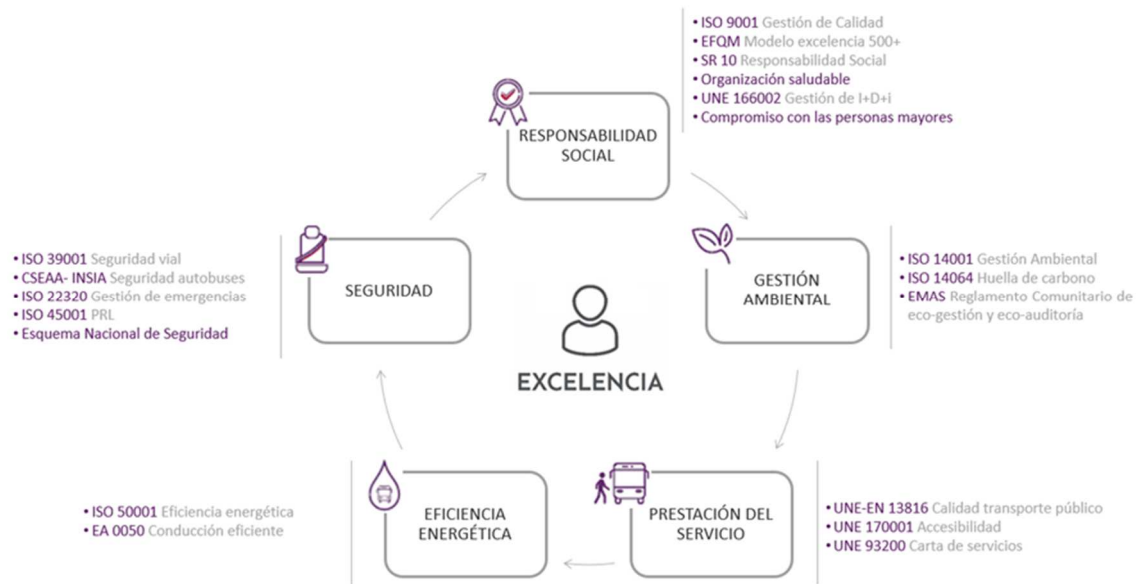 • ISO 9001 Gestión de Calidad
• EFQM Modelo excelencia 500+
• SR 10 Responsabilidad Social
• Organización saludable
• UNE 166002 Gestión de I+D+i
• Compromiso con las personas mayores
RESPONSABILIDAD
SOCIAL
• ISO 39001 Seguridad vial
• CSEAA- INSIA Seguridad autobuses
• ISO 22320 Gestión de emergencias
• ISO 45001 PRL
• Esquema Nacional de Seguridad
SEGURIDAD
GESTIÓN
AMBIENTAL
• ISO 14001 Gestión Ambiental
• ISO 14064 Huella de carbono
• EMAS Reglamento Comunitario de
eco-gestión y eco-auditoría
EXCELENCIA
• ISO 50001 Eficiencia energética
• EA 0050 Conducción eficiente
EFICIENCIA
ENERGÉTICA
PRESTACIÓN DEL
SERVICIO
• UNE-EN 13816 Calidad transporte público
• UNE 170001 Accesibilidad
• UNE 93200 Carta de servicios